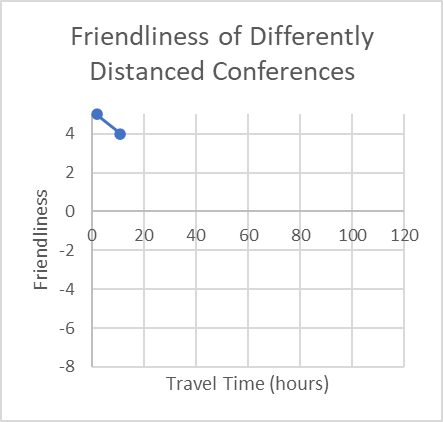 Friendliness of Differently
Distanced Conferences
4
2
0
-2
-4
-6
-8
0 20 40 60 80 100 120
Friendliness
Travel Time (hours)